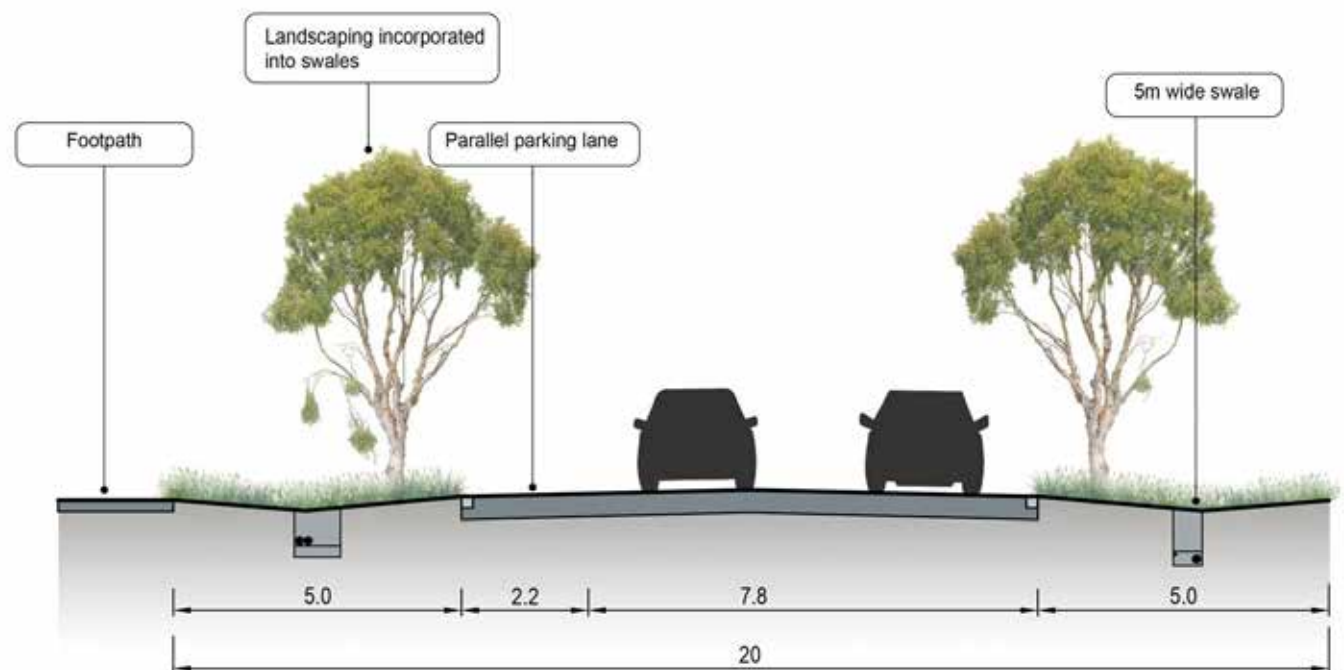 Landscaping incorporated
into swales
5m wide swale
Footpath
Parallel parking lane
5.0
2.2
7.8
5.0
20